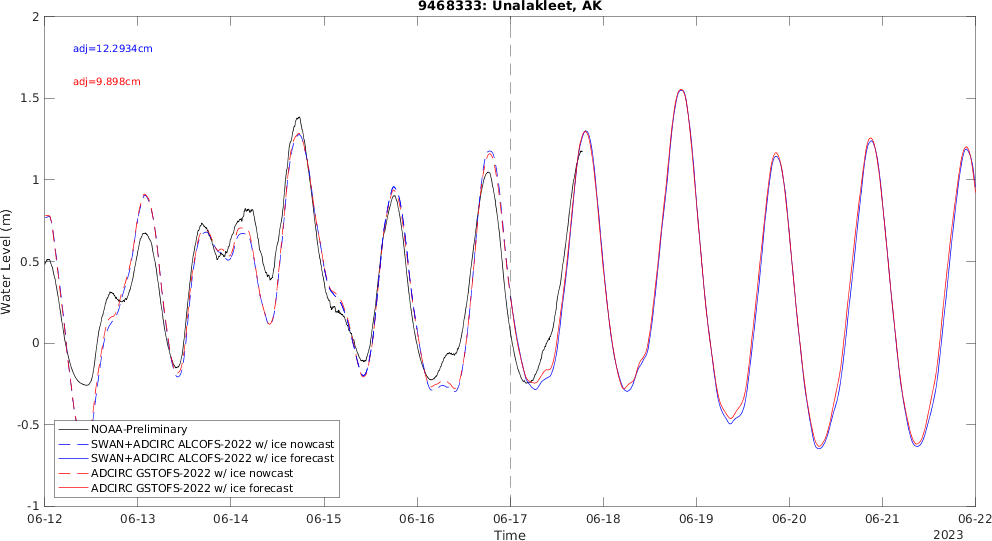 9468333: Unalakleet, AK
adj=12.2934cm
adj=9.898cm
Water Level (m)
2
1.5
1
0.5
0
-0.5
-1
NOAA-Preliminary
SWAN+ADCIRC ALCOFS-2022 w/ ice nowcast
SWAN+ADCIRC ALCOFS-2022 w/ ice forecast
ADCIRC GSTOFS-2022 w/ ice nowcast
ADCIRC GSTOFS-2022 w/ ice forecast
06-12 06-13 06-14 06-15 06-16 06-17 06-18 06-19 06-20 06-21 06-22
Time
2023